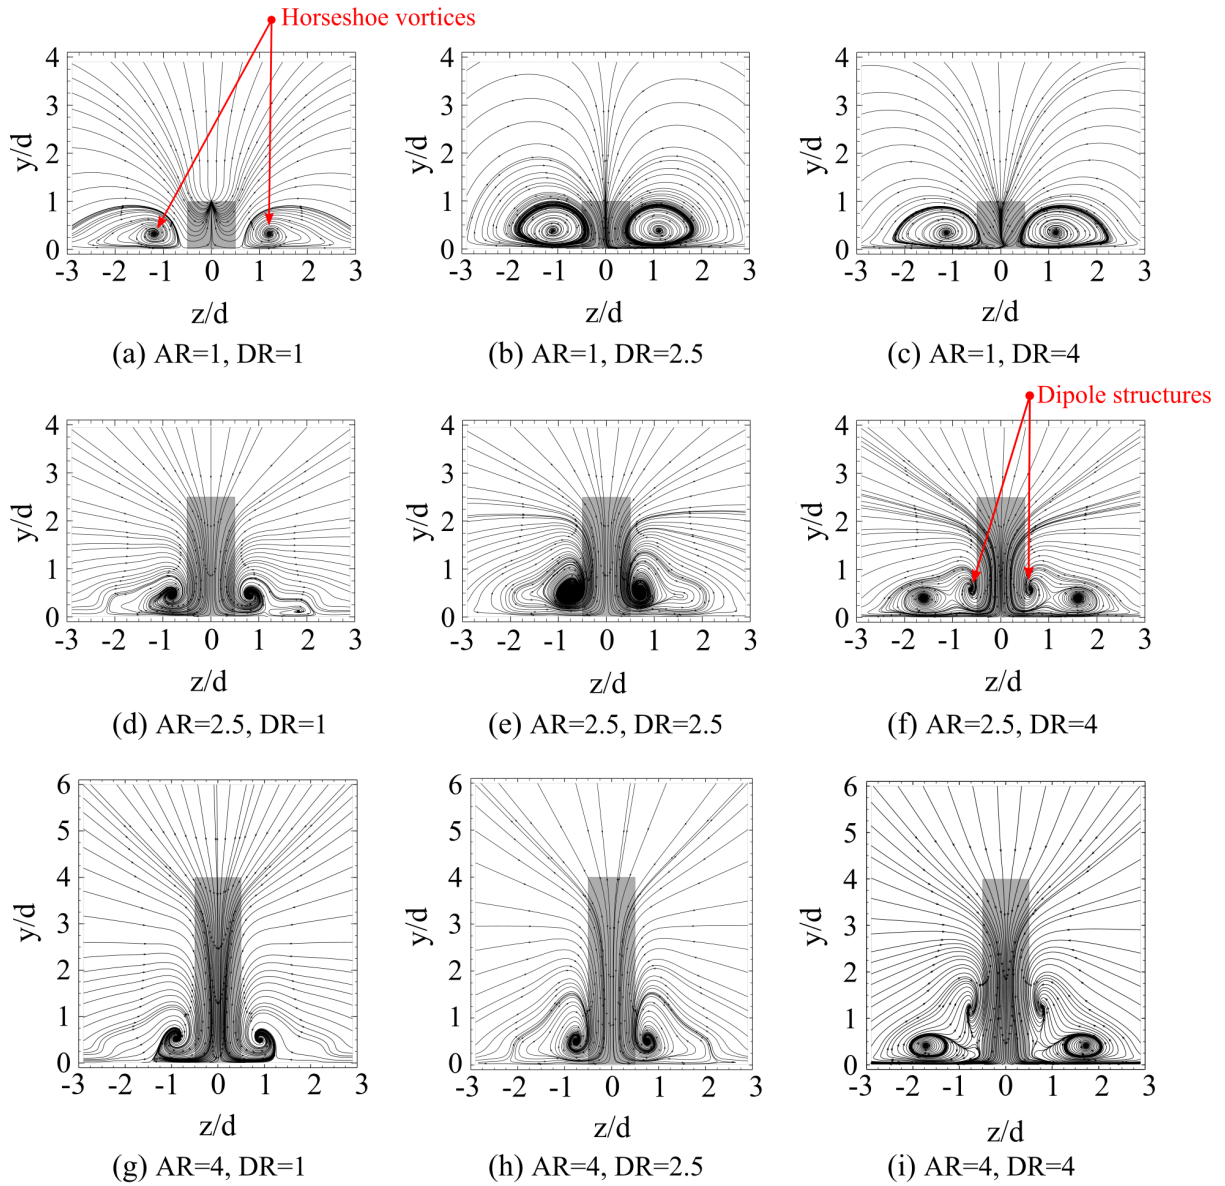 Horseshoe vortices
4
3
2
1
0
y/d
-3 -2 -1 0 1 2 3
z/d
(a) AR=1, DR=1
4
3
2
1
0
y/d
-3 -2 -1 0 1 2 3
z/d
(b) AR=1, DR=2.5
4
3
2
1
0
y/d
-3 -2 -1 0 1 2 3
z/d
(c) AR=1, DR=4
Dipole structures
4
3
2
1
0
y/d
-3 -2 -1 0 1 2 3
z/d
(d) AR=2.5, DR=1
4
3
2
1
0
y/d
-3 -2 -1 0 1 2 3
z/d
(e) AR=2.5, DR=2.5
4
3
2
1
0
y/d
-3 -2 -1 0 1 2 3
z/d
(f) AR=2.5, DR=4
6
5
4
3
2
1
0
y/d
-3 -2 -1 0 1 2 3
z/d
(g) AR=4, DR=1
6
5
4
3
2
1
0
y/d
-3 -2 -1 0 1 2 3
z/d
(h) AR=4, DR=2.5
6
5
4
3
2
1
0
y/d
-3 -2 -1 0 1 2 3
z/d
(i) AR=4, DR=4